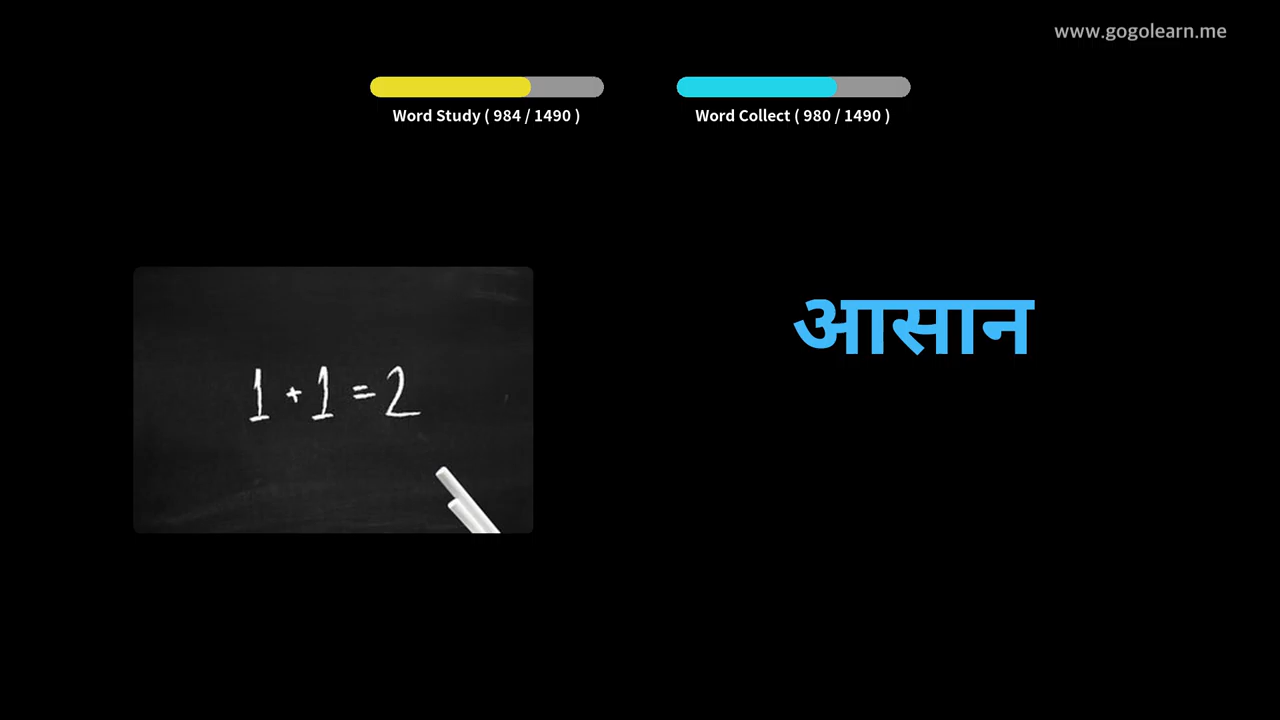 www.gogolearn.me
Word Study ( 984 / 1490 )
Word Collect ( 980 / 1490 )
1 + 1 = 2
आसान